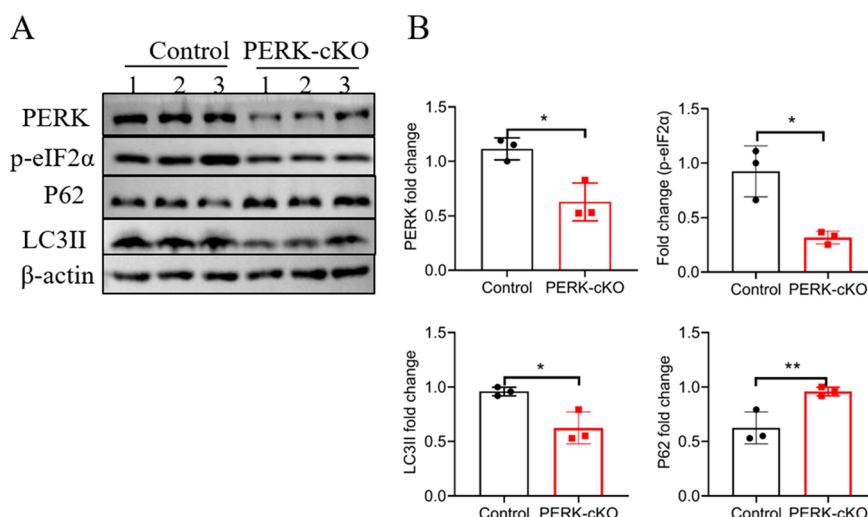 A
Control PERK-cKO
1 2 3 1 2 3
PERK
p-eIF2α
P62
LC3II
β-actin
B
PERK fold change
1.5
1.0
0.5
0.0
*
Control PERK-cKO
Fold change (p-eIF2α)
1.5
1.0
0.5
0.0
*
Control PERK-cKO
LC3II fold change
1.5
1.0
0.5
0.0
*
Control PERK-cKO
P62 fold change
1.5
1.0
0.5
0.0
**
Control PERK-cKO